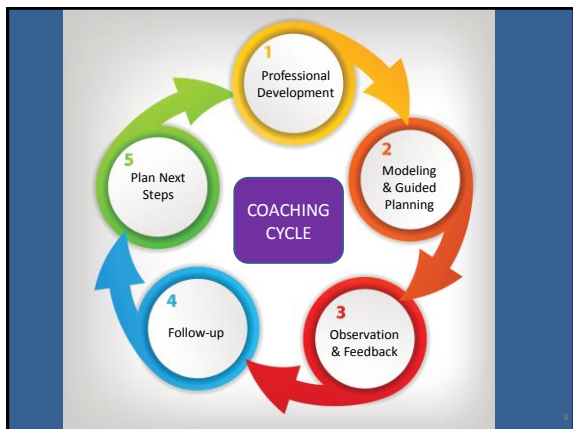 1
Professional
Development
2
Modeling
& Guided
Planning
3
Observation
& Feedback
4
Follow-up
5
Plan Next
Steps
COACHING
CYCLE
3